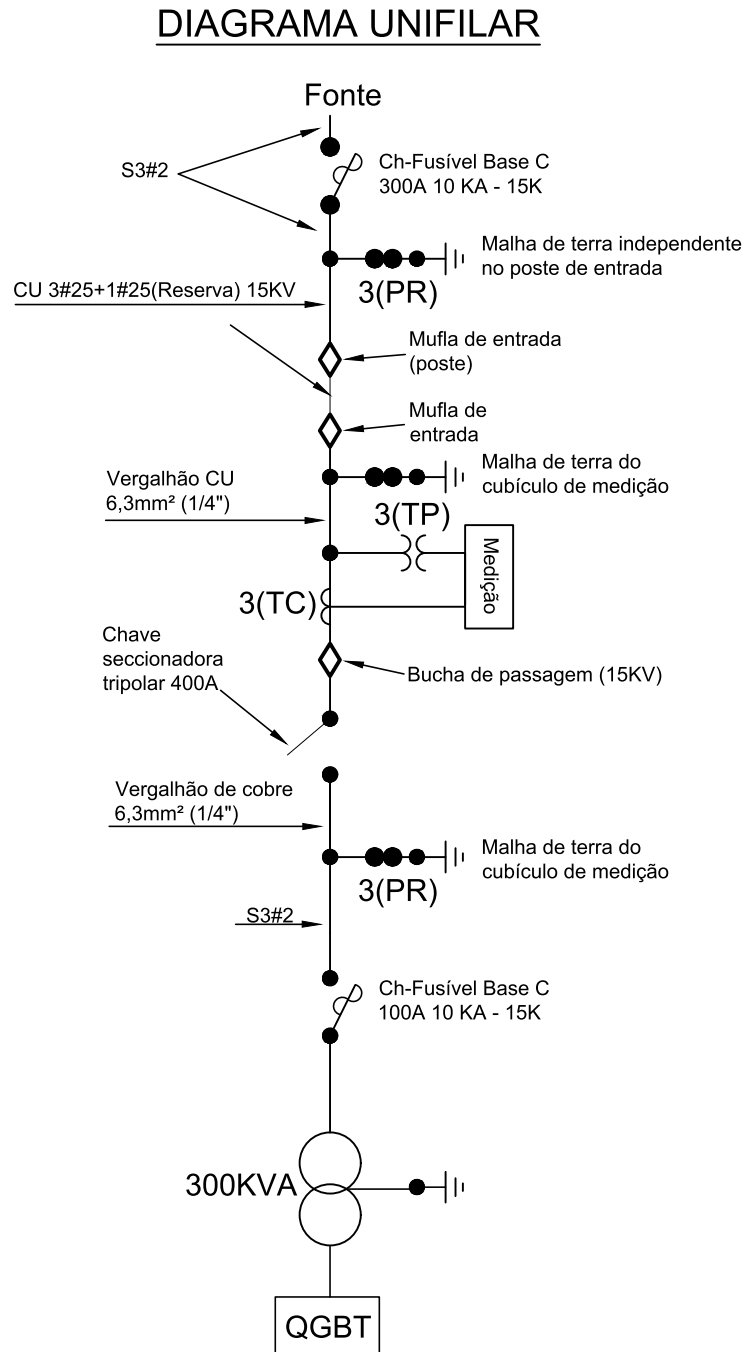 DIAGRAMA UNIFILAR
Fonte
S3#2
Ch-Fusível Base C
300A 10 KA - 15K
Malha de terra independente
no poste de entrada
3(PR)
CU 3#25+1#25(Reserva) 15KV
Mufla de entrada
(poste)
Mufla de
entrada
Malha de terra do
cubículo de medição
Vergalhão CU
6,3mm² (1/4")
3(TP)
Medição
3(TC)
Chave
seccionadora
tripolar 400A
Bucha de passagem (15KV)
Vergalhão de cobre
6,3mm² (1/4")
Malha de terra do
cubículo de medição
3(PR)
S3#2
Ch-Fusível Base C
100A 10 KA - 15K
300KVA
QGBT